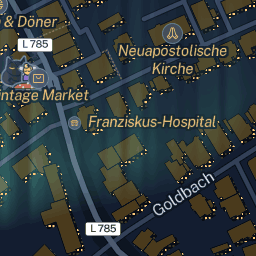 & Döner
L 785
Neuapostolische
Kirche
intage Market
Franziskus-Hospital
Goldbach
L 785